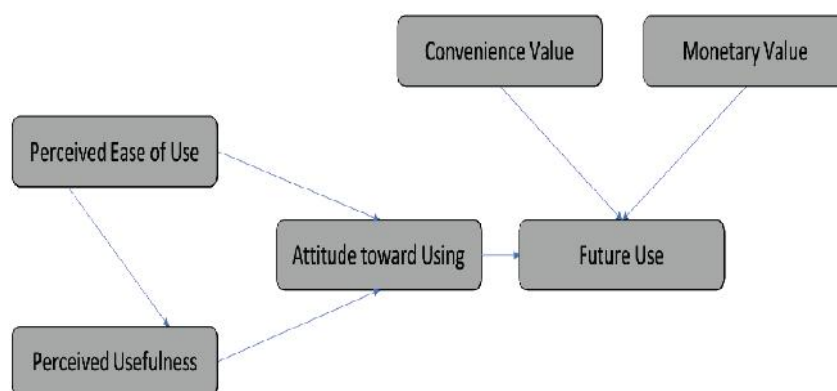 Convenience Value
Monetary Value
Perceived Ease of Use
Attitude toward Using
Future Use
Perceived Usefulness